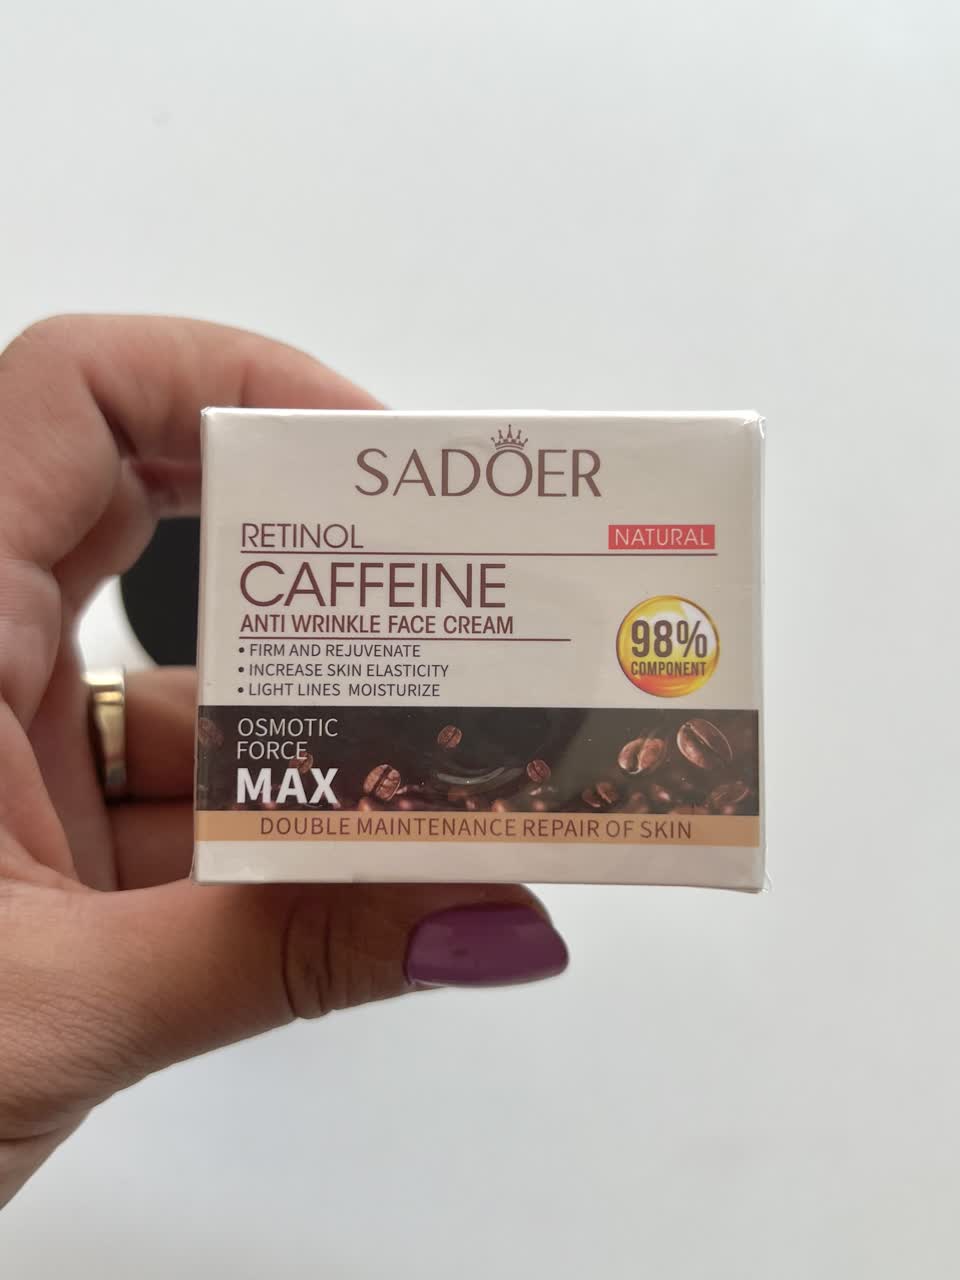 SADOER
RETINOL
NATURAL
CAFFEINE
ANTI WRINKLE FACE CREAM
• FIRM AND REJUVENATE
• INCREASE SKIN ELASTICITY
• LIGHT LINES MOISTURIZE
98%
COMPONENT
OSMOTIC
FORCE
MAX
DOUBLE MAINTENANCE REPAIR OF SKIN